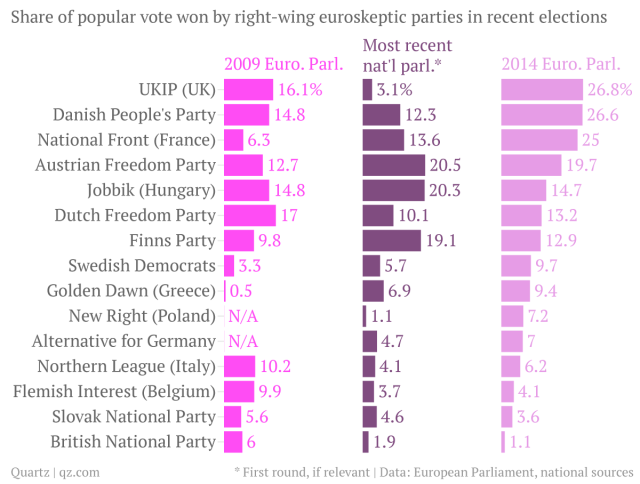 Share of popular vote won by right-wing euroskeptic parties in recent elections
2009 Euro. Parl.
Most recent
nat'l parl.*
2014 Euro. Parl.
UKIP (UK) 16.1% 3.1% 26.8%
Danish People's Party 14.8 12.3 26.6
National Front (France) 6.3 13.6 25
Austrian Freedom Party 12.7 20.5 19.7
Jobbik (Hungary) 14.8 20.3 14.7
Dutch Freedom Party 17 10.1 13.2
Finns Party 9.8 19.1 12.9
Swedish Democrats 3.3 5.7 9.7
Golden Dawn (Greece) 0.5 6.9 9.4
New Right (Poland) N/A 1.1 7.2
Alternative for Germany N/A 4.7 7
Northern League (Italy) 10.2 4.1 6.2
Flemish Interest (Belgium) 9.9 3.7 4.1
Slovak National Party 5.6 4.6 3.6
British National Party 6 1.9 1.1
Quartz | qz.com * First round, if relevant | Data: European Parliament, national sources